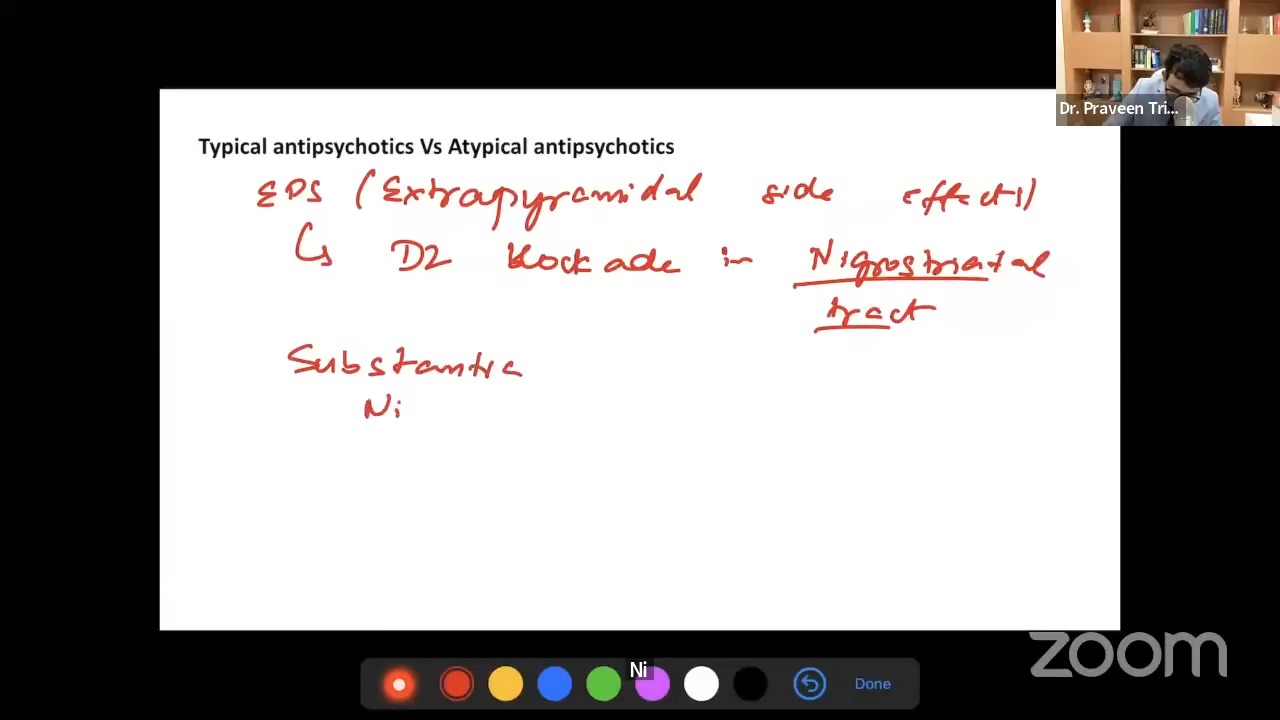 Dr. Praveen Tri...
Typical antipsychotics Vs Atypical antipsychotics
EPS (Extrapyramidal side effects)
D2 blockade in Nigrostriatal
tract
Substantia
Ni
zoom
Ni
Done